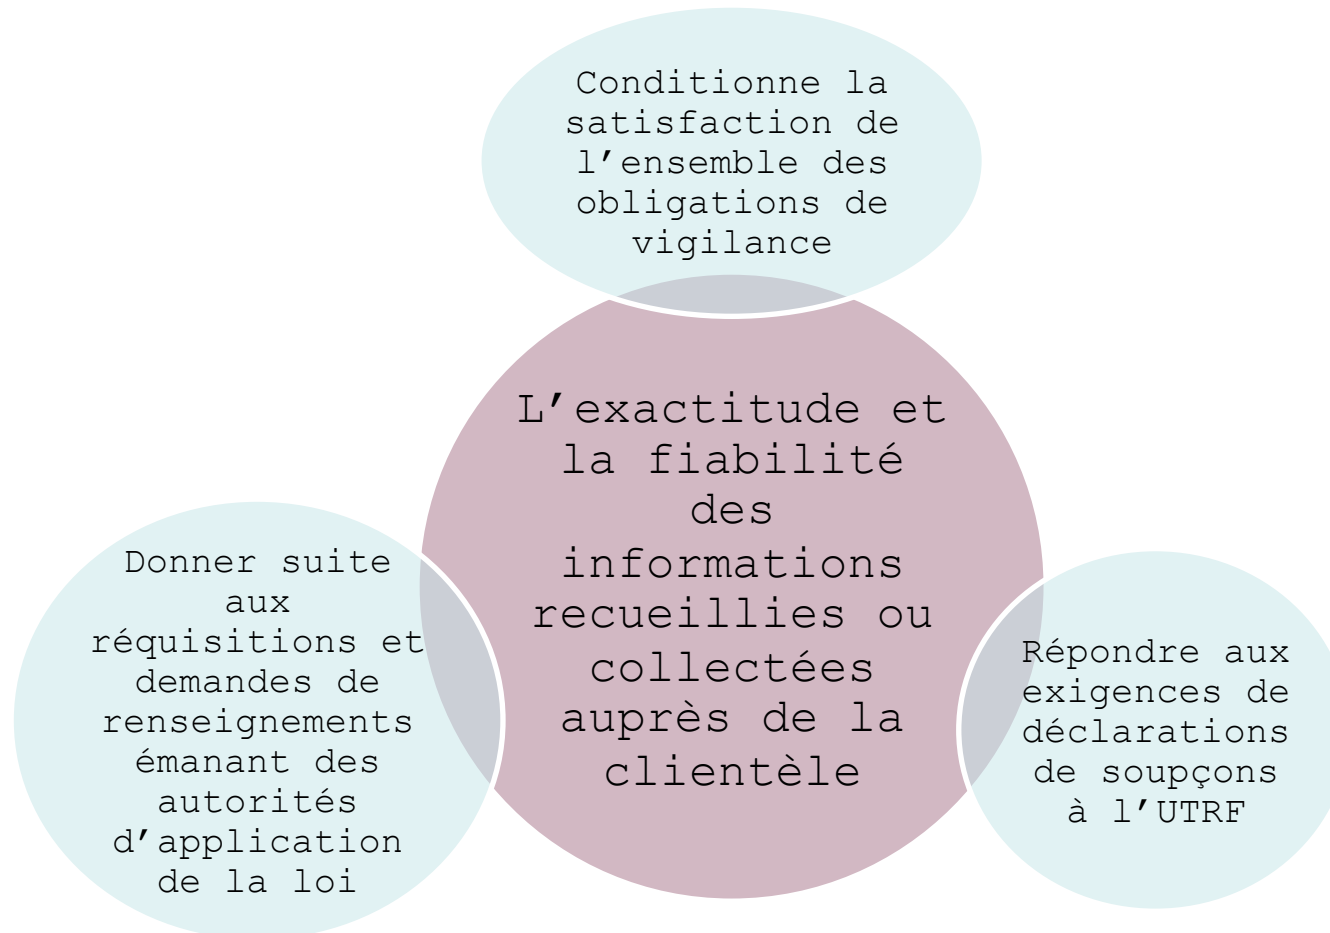 Conditionne la
satisfaction de
l’ensemble des
obligations de
vigilance
L’exactitude et
la fiabilité
des
informations
recueillies ou
collectées
auprès de la
clientèle
Donner suite
aux
réquisitions et
demandes de
renseignements
émanant des
autorités
d’application
de la loi
Répondre aux
exigences de
déclarations
de soupçons
à l’UTRF